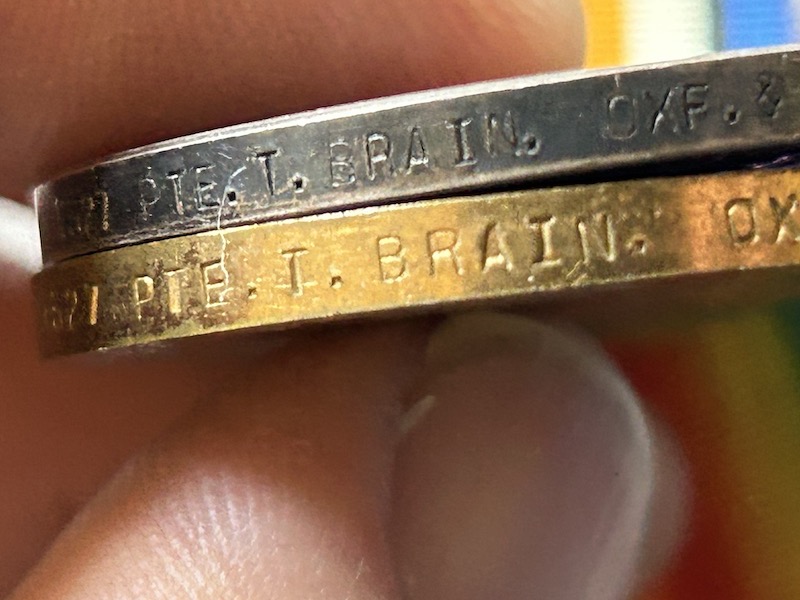 PTE. T. BRAIN. OXF. &
PTE. T. BRAIN. OX